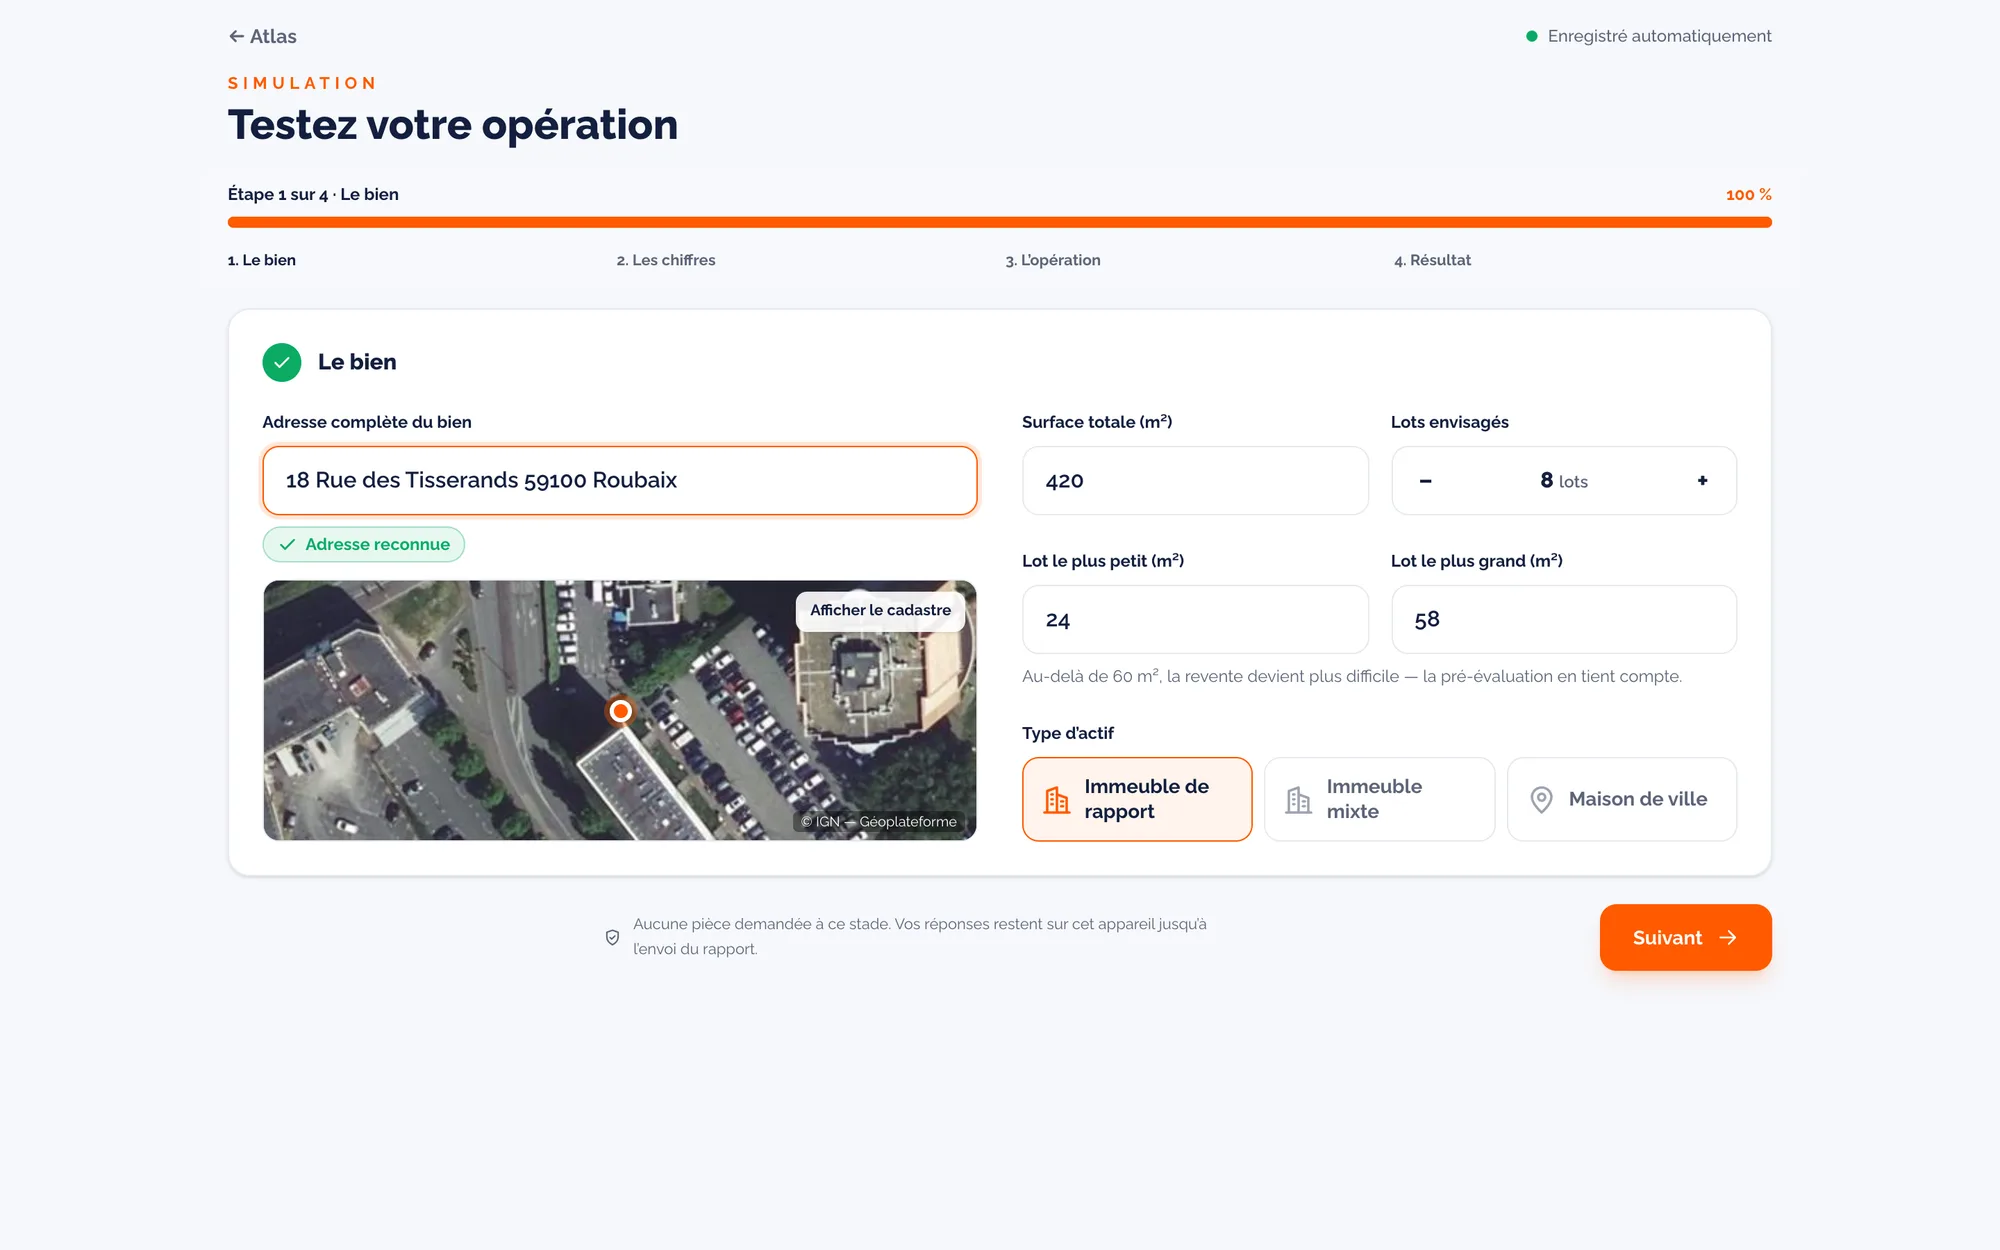 ← Atlas
Enregistré automatiquement
SIMULATION
Testez votre opération
Étape 1 sur 4 · Le bien
100 %
1. Le bien
2. Les chiffres
3. L’opération
4. Résultat
Le bien
Adresse complète du bien
18 Rue des Tisserands 59100 Roubaix
Adresse reconnue
Afficher le cadastre
© IGN — Géoplateforme
Surface totale (m²)
Lots envisagés
420
– 8 lots +
Lot le plus petit (m²)
Lot le plus grand (m²)
24
58
Au-delà de 60 m², la revente devient plus difficile — la pré-évaluation en tient compte.
Type d’actif
Immeuble de
rapport
Immeuble
mixte
Maison de ville
Aucune pièce demandée à ce stade. Vos réponses restent sur cet appareil jusqu’à
l’envoi du rapport.
Suivant →